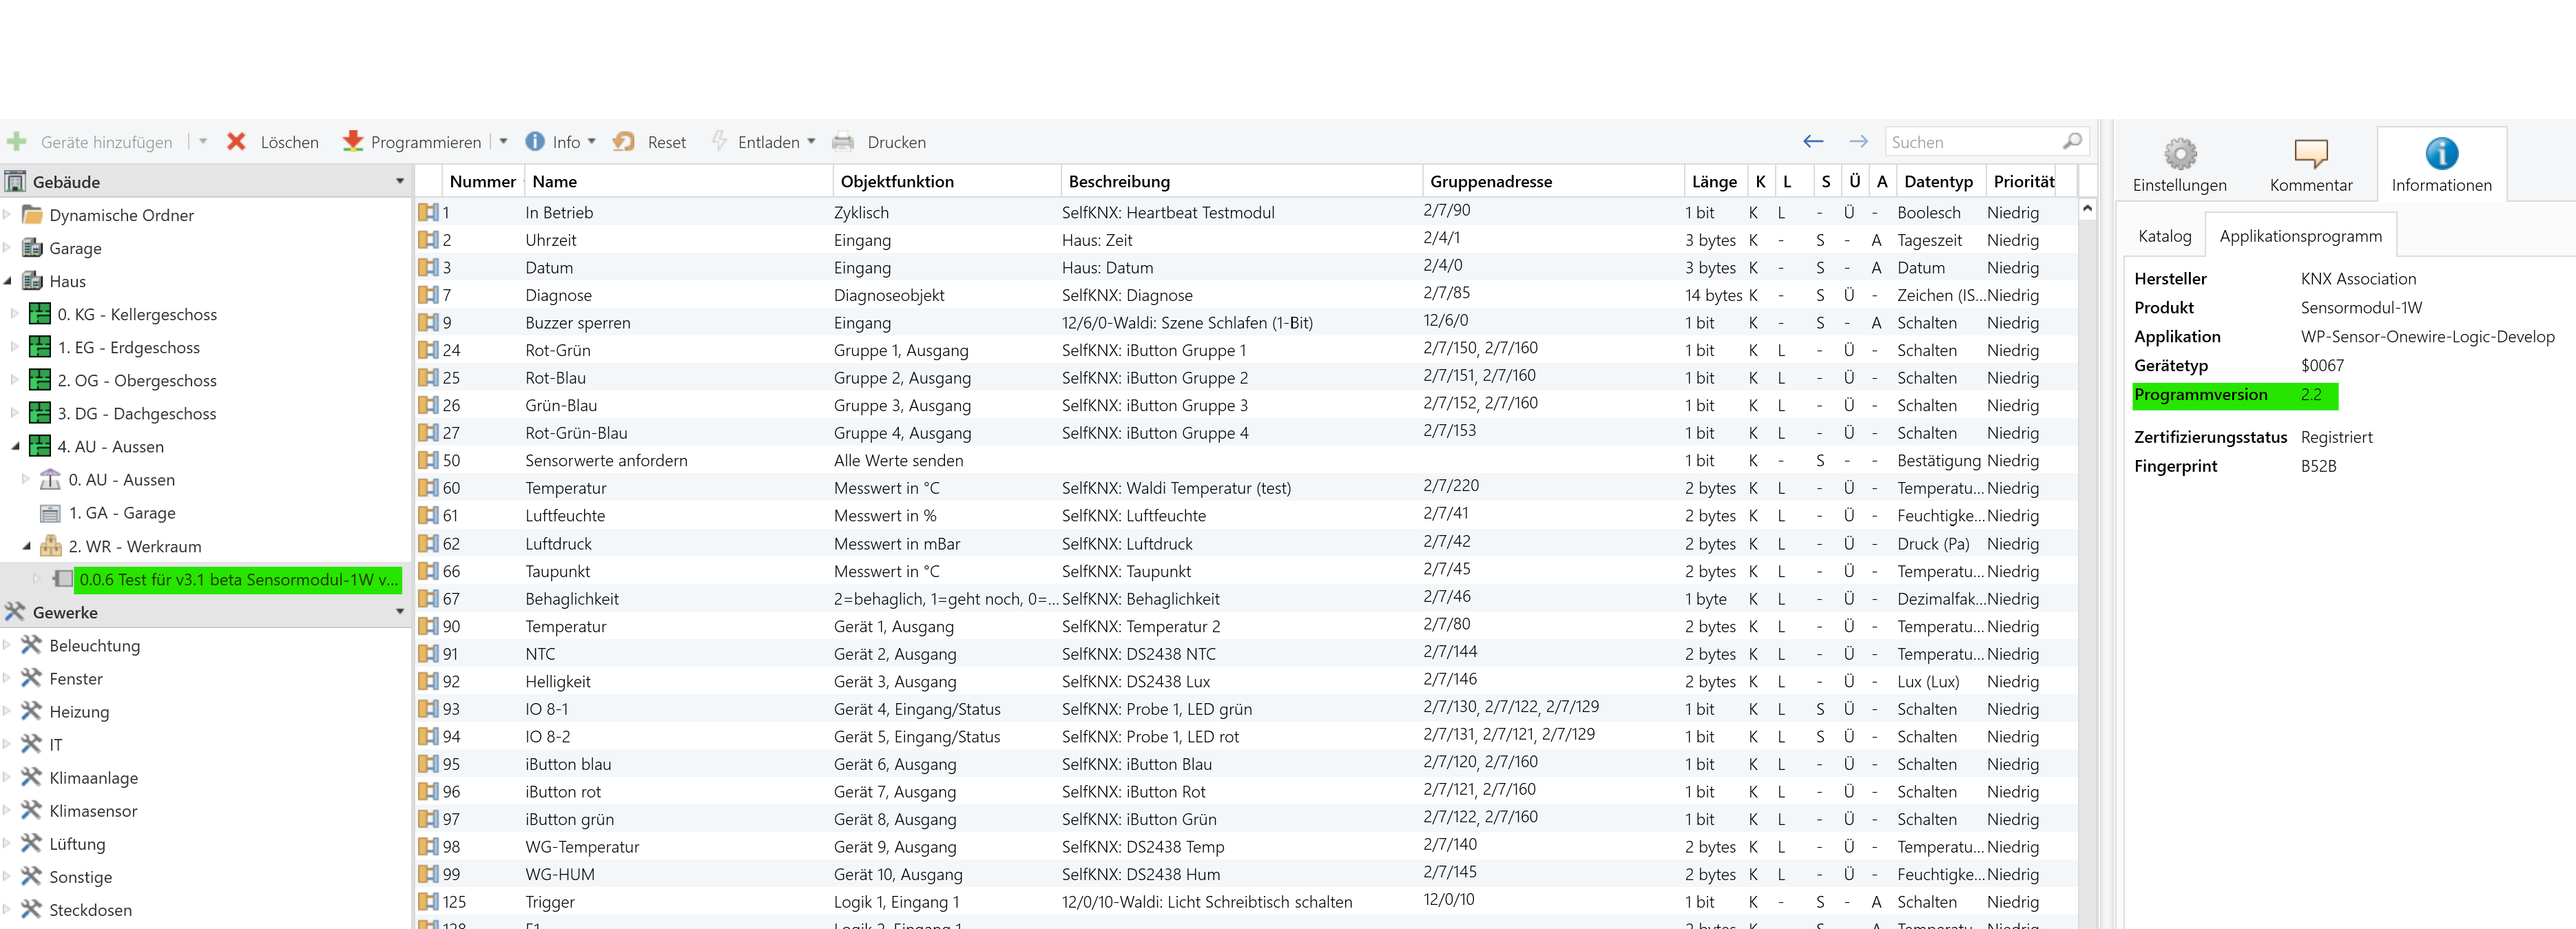 Geräte hinzufügen Löschen Programmieren Info Reset Entladen Drucken Suchen
Gebäude
Dynamische Ordner
Garage
Haus
0. KG - Kellergeschoss
1. EG - Erdgeschoss
2. OG - Obergeschoss
3. DG - Dachgeschoss
4. AU - Aussen
0. AU - Aussen
1. GA - Garage
2. WR - Werkraum
0.0.6 Test für v3.1 beta Sensormodul-1W v...
Gewerke
Beleuchtung
Fenster
Heizung
IT
Klimaanlage
Klimasensor
Lüftung
Sonstige
Steckdosen
Nummer Name Objektfunktion Beschreibung Gruppenadresse Länge K L S Ü A Datentyp Priorität
1 In Betrieb Zyklisch SelfKNX: Heartbeat Testmodul 2/7/90 1 bit K L - Ü - Boolesch Niedrig
2 Uhrzeit Eingang Haus: Zeit 2/4/1 3 bytes K - S - A Tageszeit Niedrig
3 Datum Eingang Haus: Datum 2/4/0 3 bytes K - S - A Datum Niedrig
7 Diagnose Diagnoseobjekt SelfKNX: Diagnose 2/7/85 14 bytes K - S Ü - Zeichen (IS... Niedrig
9 Buzzer sperren Eingang 12/6/0-Waldi: Szene Schlafen (1-Bit) 12/6/0 1 bit K - S - A Schalten Niedrig
24 Rot-Grün Gruppe 1, Ausgang SelfKNX: iButton Gruppe 1 2/7/150, 2/7/160 1 bit K L - Ü - Schalten Niedrig
25 Rot-Blau Gruppe 2, Ausgang SelfKNX: iButton Gruppe 2 2/7/151, 2/7/160 1 bit K L - Ü - Schalten Niedrig
26 Grün-Blau Gruppe 3, Ausgang SelfKNX: iButton Gruppe 3 2/7/152, 2/7/160 1 bit K L - Ü - Schalten Niedrig
27 Rot-Grün-Blau Gruppe 4, Ausgang SelfKNX: iButton Gruppe 4 2/7/153 1 bit K L - Ü - Schalten Niedrig
50 Sensorwerte anfordern Alle Werte senden 1 bit K - S - - Bestätigung Niedrig
60 Temperatur Messwert in °C SelfKNX: Waldi Temperatur (test) 2/7/220 2 bytes K L - Ü - Temperatu... Niedrig
61 Luftfeuchte Messwert in % SelfKNX: Luftfeuchte 2/7/41 2 bytes K L - Ü - Feuchtigke... Niedrig
62 Luftdruck Messwert in mBar SelfKNX: Luftdruck 2/7/42 2 bytes K L - Ü - Druck (Pa) Niedrig
66 Taupunkt Messwert in °C SelfKNX: Taupunkt 2/7/45 2 bytes K L - Ü - Temperatu... Niedrig
67 Behaglichkeit 2=behaglich, 1=geht noch, 0=... SelfKNX: Behaglichkeit 2/7/46 1 byte K L - Ü - Dezimalfak... Niedrig
90 Temperatur Gerät 1, Ausgang SelfKNX: Temperatur 2 2/7/80 2 bytes K L - Ü - Temperatu... Niedrig
91 NTC Gerät 2, Ausgang SelfKNX: DS2438 NTC 2/7/144 2 bytes K L - Ü - Temperatu... Niedrig
92 Helligkeit Gerät 3, Ausgang SelfKNX: DS2438 Lux 2/7/146 2 bytes K L - Ü - Lux (Lux) Niedrig
93 IO 8-1 Gerät 4, Eingang/Status SelfKNX: Probe 1, LED grün 2/7/130, 2/7/122, 2/7/129 1 bit K L S Ü - Schalten Niedrig
94 IO 8-2 Gerät 5, Eingang/Status SelfKNX: Probe 1, LED rot 2/7/131, 2/7/121, 2/7/129 1 bit K L S Ü - Schalten Niedrig
95 iButton blau Gerät 6, Ausgang SelfKNX: iButton Blau 2/7/120, 2/7/160 1 bit K L - Ü - Schalten Niedrig
96 iButton rot Gerät 7, Ausgang SelfKNX: iButton Rot 2/7/121, 2/7/160 1 bit K L - Ü - Schalten Niedrig
97 iButton grün Gerät 8, Ausgang SelfKNX: iButton Grün 2/7/122, 2/7/160 1 bit K L - Ü - Schalten Niedrig
98 WG-Temperatur Gerät 9, Ausgang SelfKNX: DS2438 Temp 2/7/140 2 bytes K L - Ü - Temperatu... Niedrig
99 WG-HUM Gerät 10, Ausgang SelfKNX: DS2438 Hum 2/7/145 2 bytes K L - Ü - Feuchtigke... Niedrig
125 Trigger Logik 1, Eingang 1 12/0/10-Waldi: Licht Schreibtisch schalten 12/0/10 1 bit K - S - A Schalten Niedrig
Einstellungen Kommentar Informationen
Katalog Applikationsprogramm
Hersteller KNX Association
Produkt Sensormodul-1W
Applikation WP-Sensor-Onewire-Logic-Develop
Gerätetyp $0067
Programmversion 2.2
Zertifizierungsstatus Registriert
Fingerprint B52B